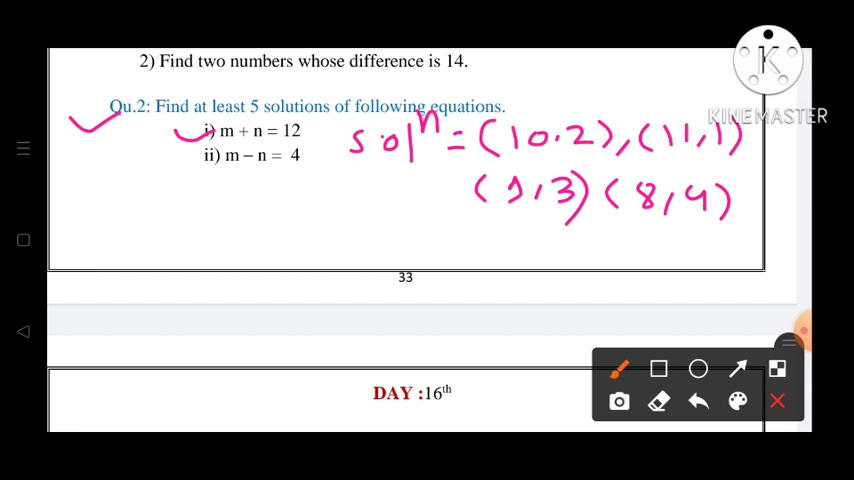 2) Find two numbers whose difference is 14.
K
KINEMASTER
Qu.2: Find at least 5 solutions of following equations.
i) m + n = 12
ii) m – n = 4
solⁿ = (10.2), (11,1)
(9,3) (8,4)
33
DAY :16th